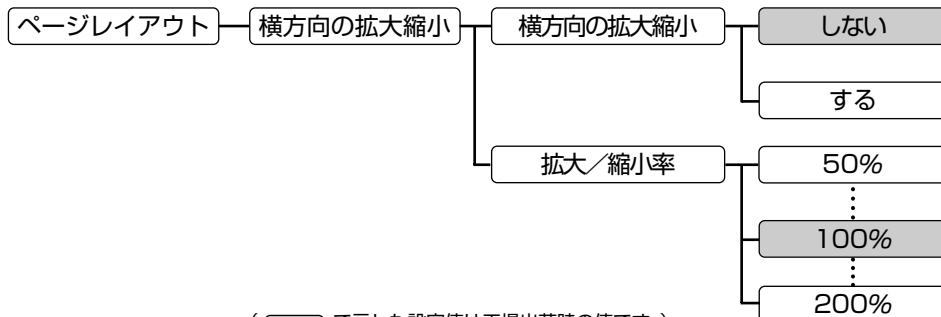 ページレイアウト
横方向の拡大縮小
横方向の拡大縮小
しない
する
拡大／縮小率
50%
100%
200%